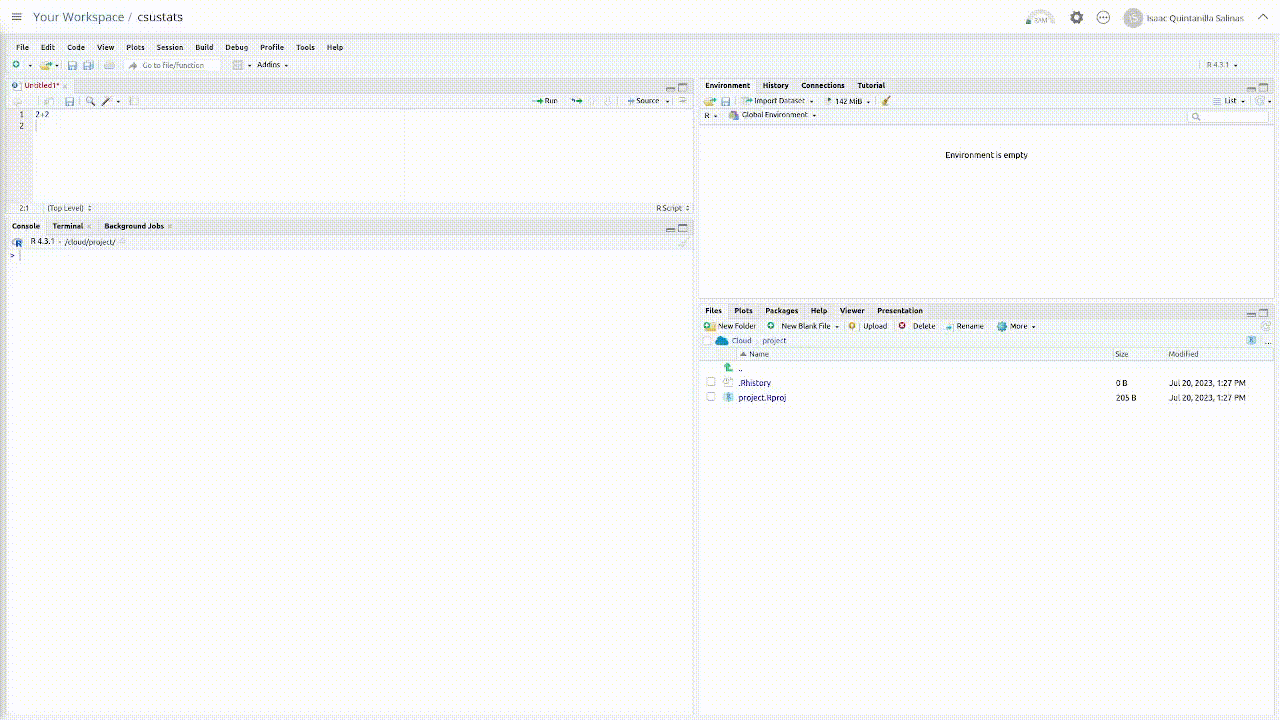 Your Workspace / csustats
RAM
Isaac Quintanilla Salinas
File Edit Code View Plots Session Build Debug Profile Tools Help
Go to file/function
Addins
R 4.3.1
Untitled1*
Run
Source
1 2+2
2
2:1 (Top Level)
R Script
Console Terminal Background Jobs
R 4.3.1 · /cloud/project/
>
Environment History Connections Tutorial
Import Dataset
142 MiB
List
R
Global Environment
Environment is empty
Files Plots Packages Help Viewer Presentation
New Folder New Blank File Upload Delete Rename More
Cloud project
...
Name Size Modified
..
.Rhistory 0 B Jul 20, 2023, 1:27 PM
project.Rproj 205 B Jul 20, 2023, 1:27 PM